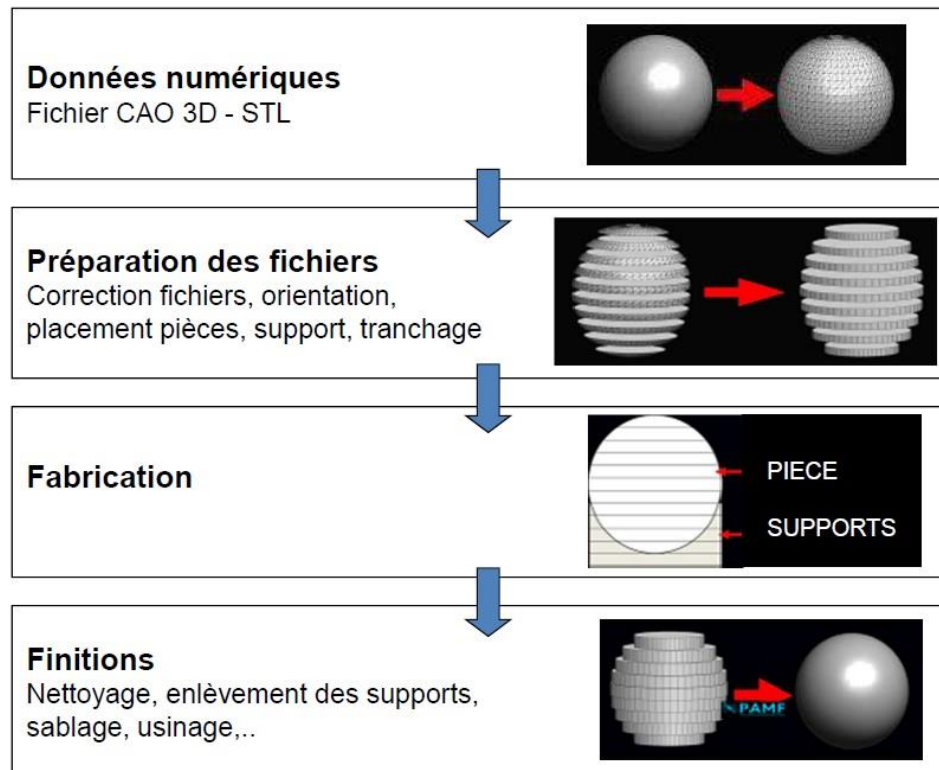 Données numériques
Fichier CAO 3D - STL
Préparation des fichiers
Correction fichiers, orientation,
placement pièces, support, tranchage
Fabrication
PIECE
SUPPORTS
Finitions
Nettoyage, enlèvement des supports,
sablage, usinage,..
PAMF